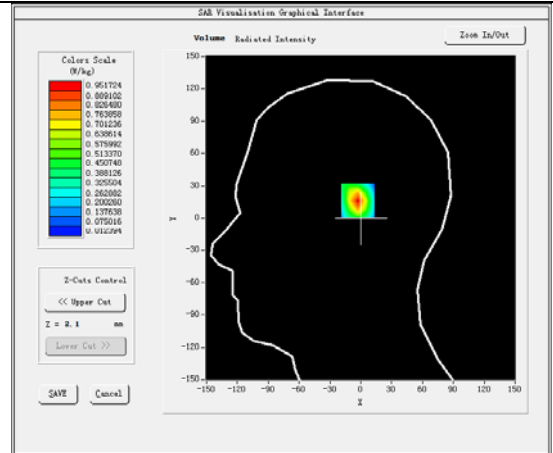 SAR Visualisation Graphical Interface
Volume Radiated Intensity
Zoom In/Out
Colors Scale
(W/kg)
0.951724
0.889102
0.826480
0.763858
0.701236
0.638614
0.575992
0.513370
0.450748
0.388126
0.325504
0.262882
0.200260
0.137638
0.075016
0.012394
Z-Cuts Control
<< Upper Cut
Z = 2.1 mm
Lower Cut >>
SAVE Cancel
150
120
90
60
30
0
-30
-60
-90
-120
-150
Y
-150 -120 -90 -60 -30 0 30 60 90 120 150
X